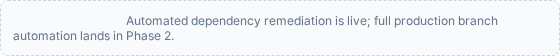 Automated dependency remediation is live; full production branch
automation lands in Phase 2.